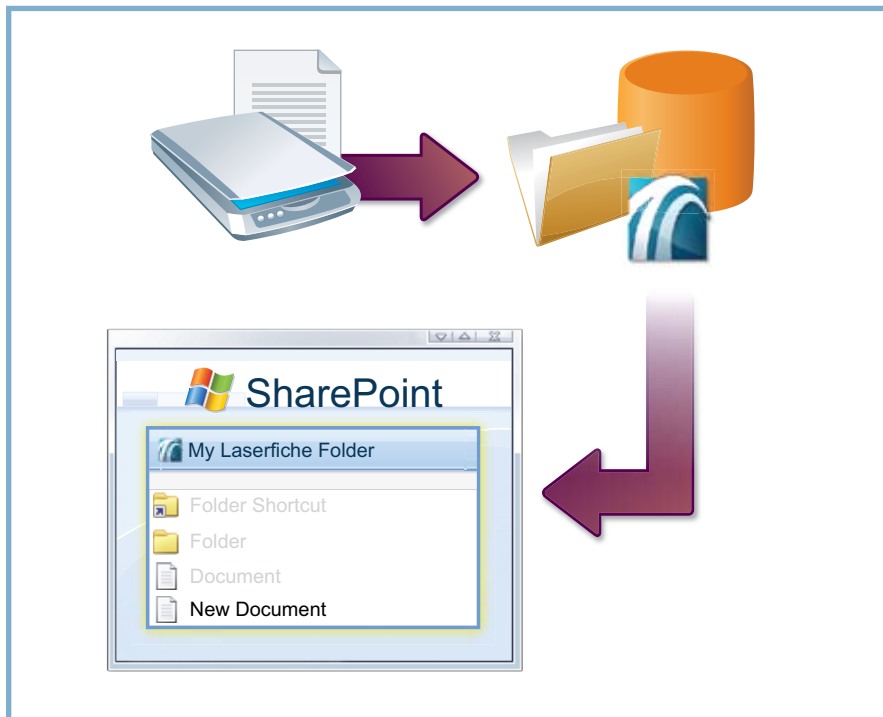 SharePoint
My Laserfiche Folder
Folder Shortcut
Folder
Document
New Document